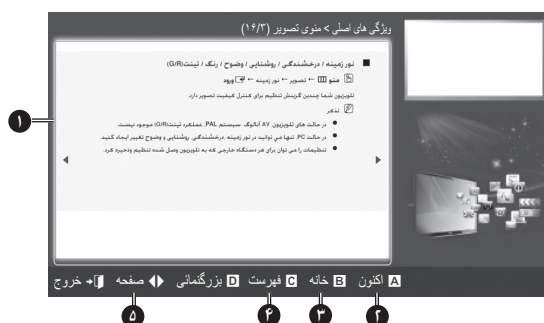 ویژگی های اصلی > منوی تصویر (۱۶/۳)
■ نور زمینه / درخشندگی / روشنایی / وضوح / رنگ / تینت(G/R)
منو ← تصویر ← نور زمینه ← ورود
تلویزیون شما چندین گزینش تنظیم برای کنترل کیفیت تصویر دارد.
تذکر
● در حالت های تلویزیون، AV آنالوگ سیستم PAL، عملکرد تینت(G/R) موجود نیست.
● در حالت PC، تنها می توانید در نور زمینه ،درخشندگی، روشنایی و وضوح تغییر ایجاد کنید.
● تنظیمات را می توان برای هر دستگاه خارجی که به تلویزیون وصل شده تنظیم وذخیره کرد.
۱
A اکنون B خانه C فهرست D بزرگنمائی صفحه خروج
۲ ۳ ۴ ۵